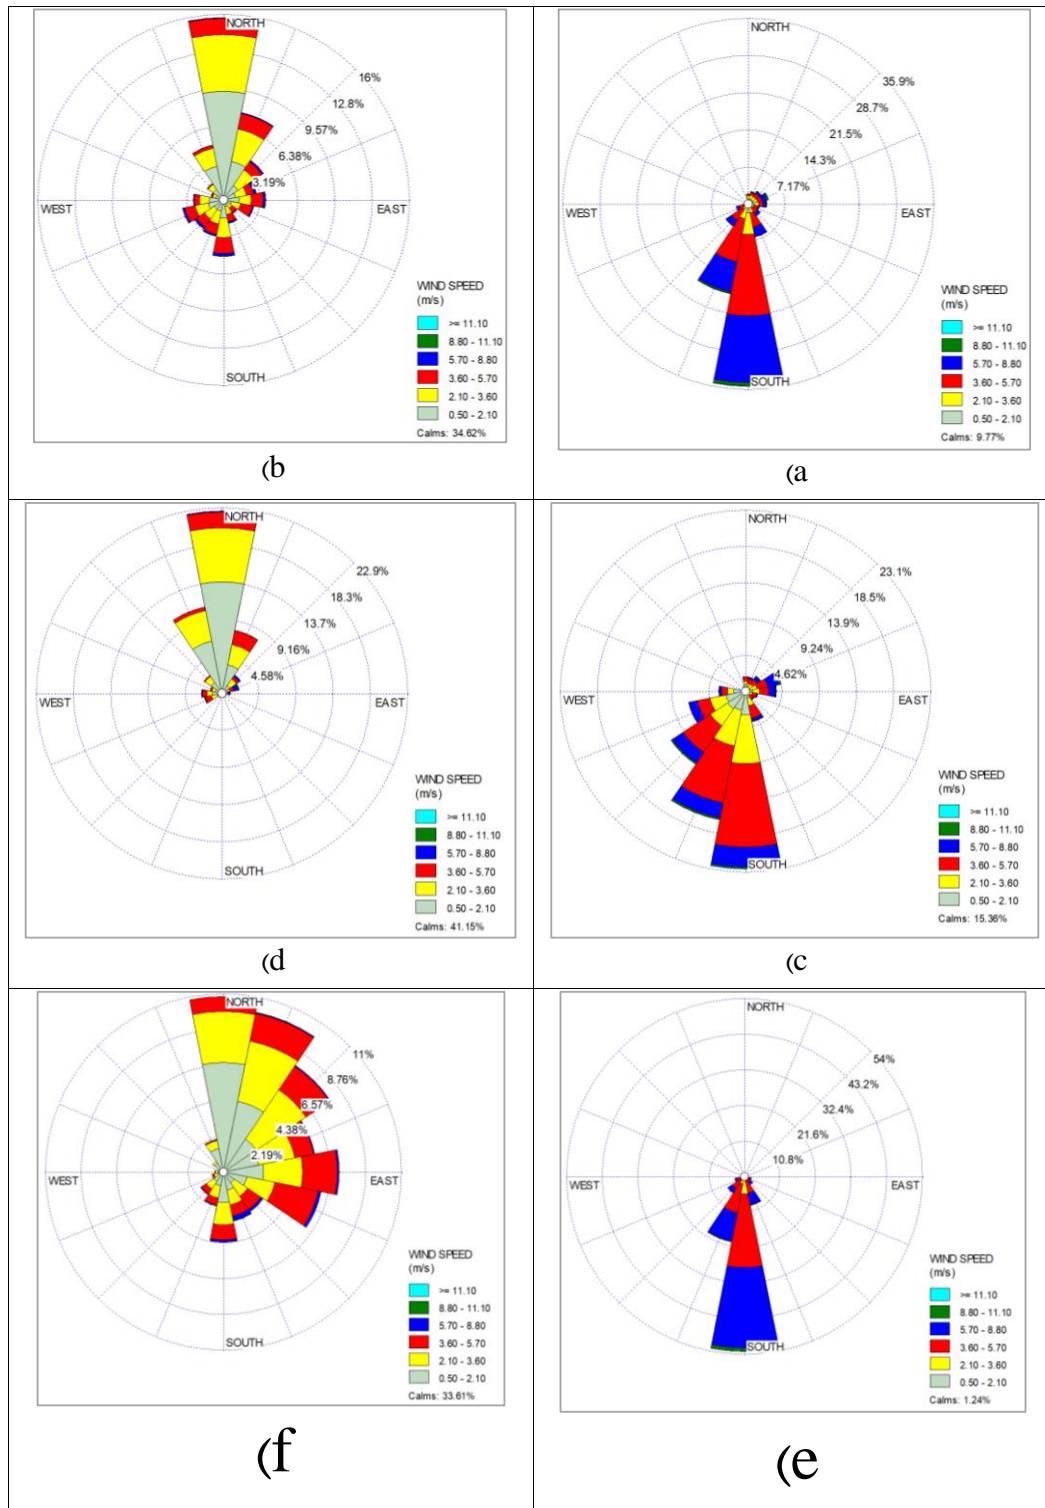 NORTH
16%
12.8%
9.57%
6.38%
3.19%
WEST
EAST
SOUTH
WIND SPEED
(m/s)
>= 11.10
8.80 - 11.10
5.70 - 8.80
3.60 - 5.70
2.10 - 3.60
0.50 - 2.10
Calms: 34.62%
(b
NORTH
35.9%
28.7%
21.5%
14.3%
7.17%
WEST
EAST
SOUTH
WIND SPEED
(m/s)
>= 11.10
8.80 - 11.10
5.70 - 8.80
3.60 - 5.70
2.10 - 3.60
0.50 - 2.10
Calms: 9.77%
(a
NORTH
22.9%
18.3%
13.7%
9.16%
4.58%
WEST
EAST
SOUTH
WIND SPEED
(m/s)
>= 11.10
8.80 - 11.10
5.70 - 8.80
3.60 - 5.70
2.10 - 3.60
0.50 - 2.10
Calms: 41.15%
(d
NORTH
23.1%
18.5%
13.9%
9.24%
4.62%
WEST
EAST
SOUTH
WIND SPEED
(m/s)
>= 11.10
8.80 - 11.10
5.70 - 8.80
3.60 - 5.70
2.10 - 3.60
0.50 - 2.10
Calms: 15.36%
(c
NORTH
11%
8.76%
6.57%
4.38%
2.19%
WEST
EAST
SOUTH
WIND SPEED
(m/s)
>= 11.10
8.80 - 11.10
5.70 - 8.80
3.60 - 5.70
2.10 - 3.60
0.50 - 2.10
Calms: 33.61%
(f
NORTH
54%
43.2%
32.4%
21.6%
10.8%
WEST
EAST
SOUTH
WIND SPEED
(m/s)
>= 11.10
8.80 - 11.10
5.70 - 8.80
3.60 - 5.70
2.10 - 3.60
0.50 - 2.10
Calms: 1.24%
(e